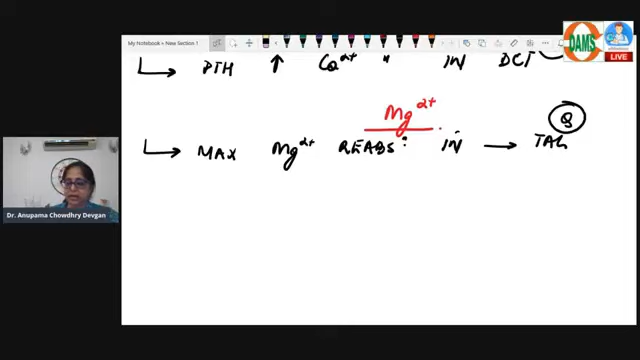 My Notebook > New Section 1
DAMS
LIVE
PTH ↑ Ca2+ " IN DCT
Mg2+
Q
MAX Mg2+ REABS: IN → TAL
Dr. Anupama Chowdhry Devgan